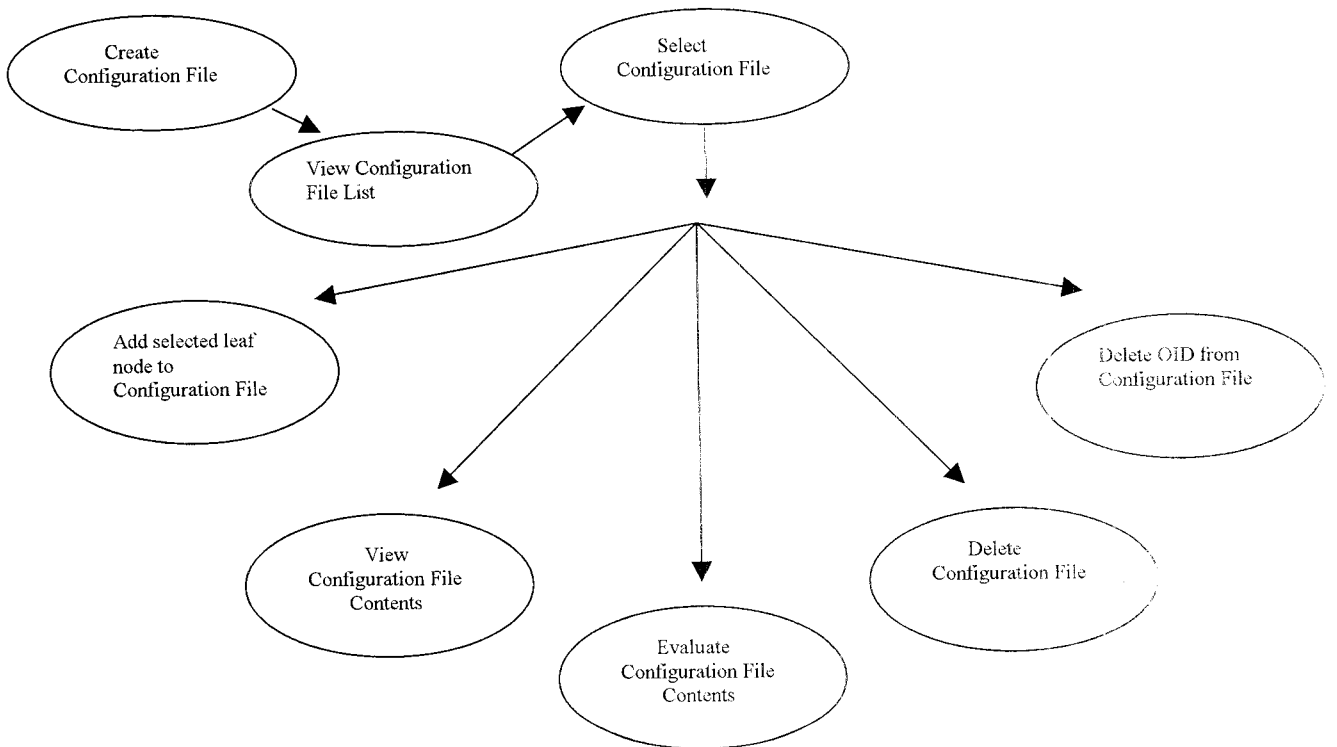 Create
Configuration File
Select
Configuration File
View Configuration
File List
Add selected leaf
node to
Configuration File
Delete OID from
Configuration File
View
Configuration File
Contents
Delete
Configuration File
Evaluate
Configuration File
Contents